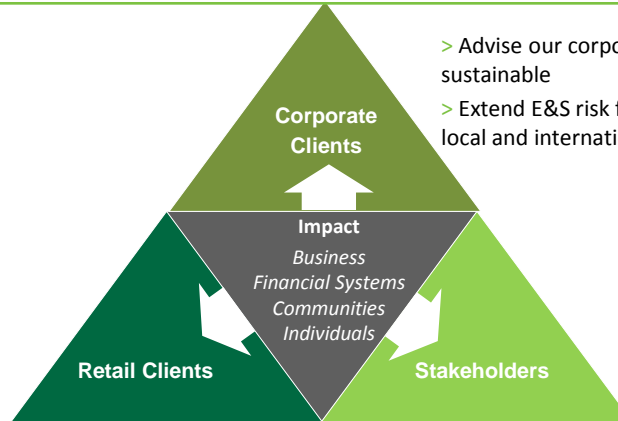 > Advise our corpo
sustainable
> Extend E&S risk
local and internati
Corporate
Clients
Impact
Business
Financial Systems
Communities
Individuals
Retail Clients
Stakeholders